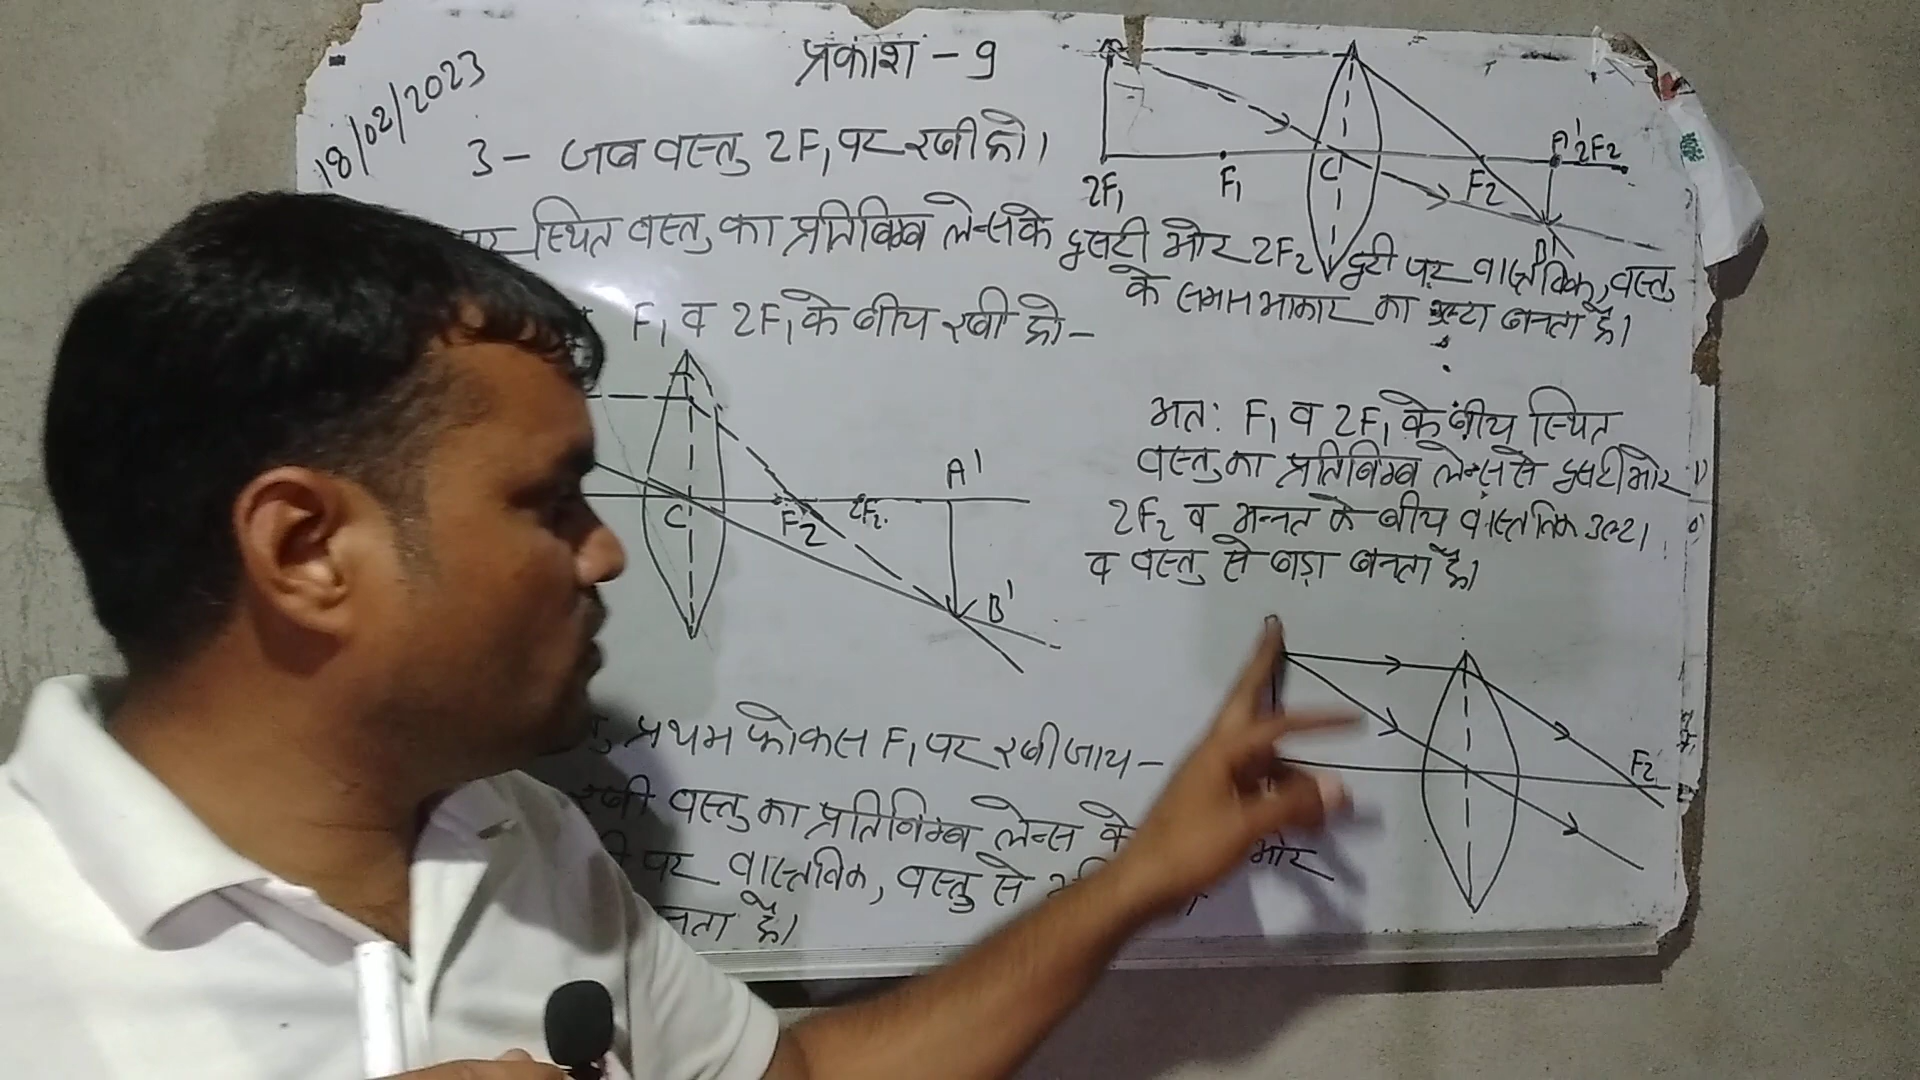 18/02/2023
प्रकाश - 9
3 - जब वस्तु 2F₁ पर रखी हो।
2F₁ F₁ C F₂ A' 2F₂
B'
पर स्थित वस्तु का प्रतिबिम्ब लेन्स के दूसरी ओर 2F₂ दूरी पर वास्तविक, वस्तु
के समान आकार का उल्टा बनता है।
F₁ व 2F₁ के बीच रखी हो -
C F₂ 2F₂ A'
B'
अतः F₁ व 2F₁ के बीच स्थित
वस्तु का प्रतिबिम्ब लेन्स से दूसरी ओर
2F₂ व अनन्त के बीच वास्तविक उल्टा
व वस्तु से बड़ा बनता है।
प्रथम फोकस F₁ पर रखी जाय -
F₂
रखी वस्तु का प्रतिबिम्ब लेन्स के ओर
पर वास्तविक, वस्तु से
है।